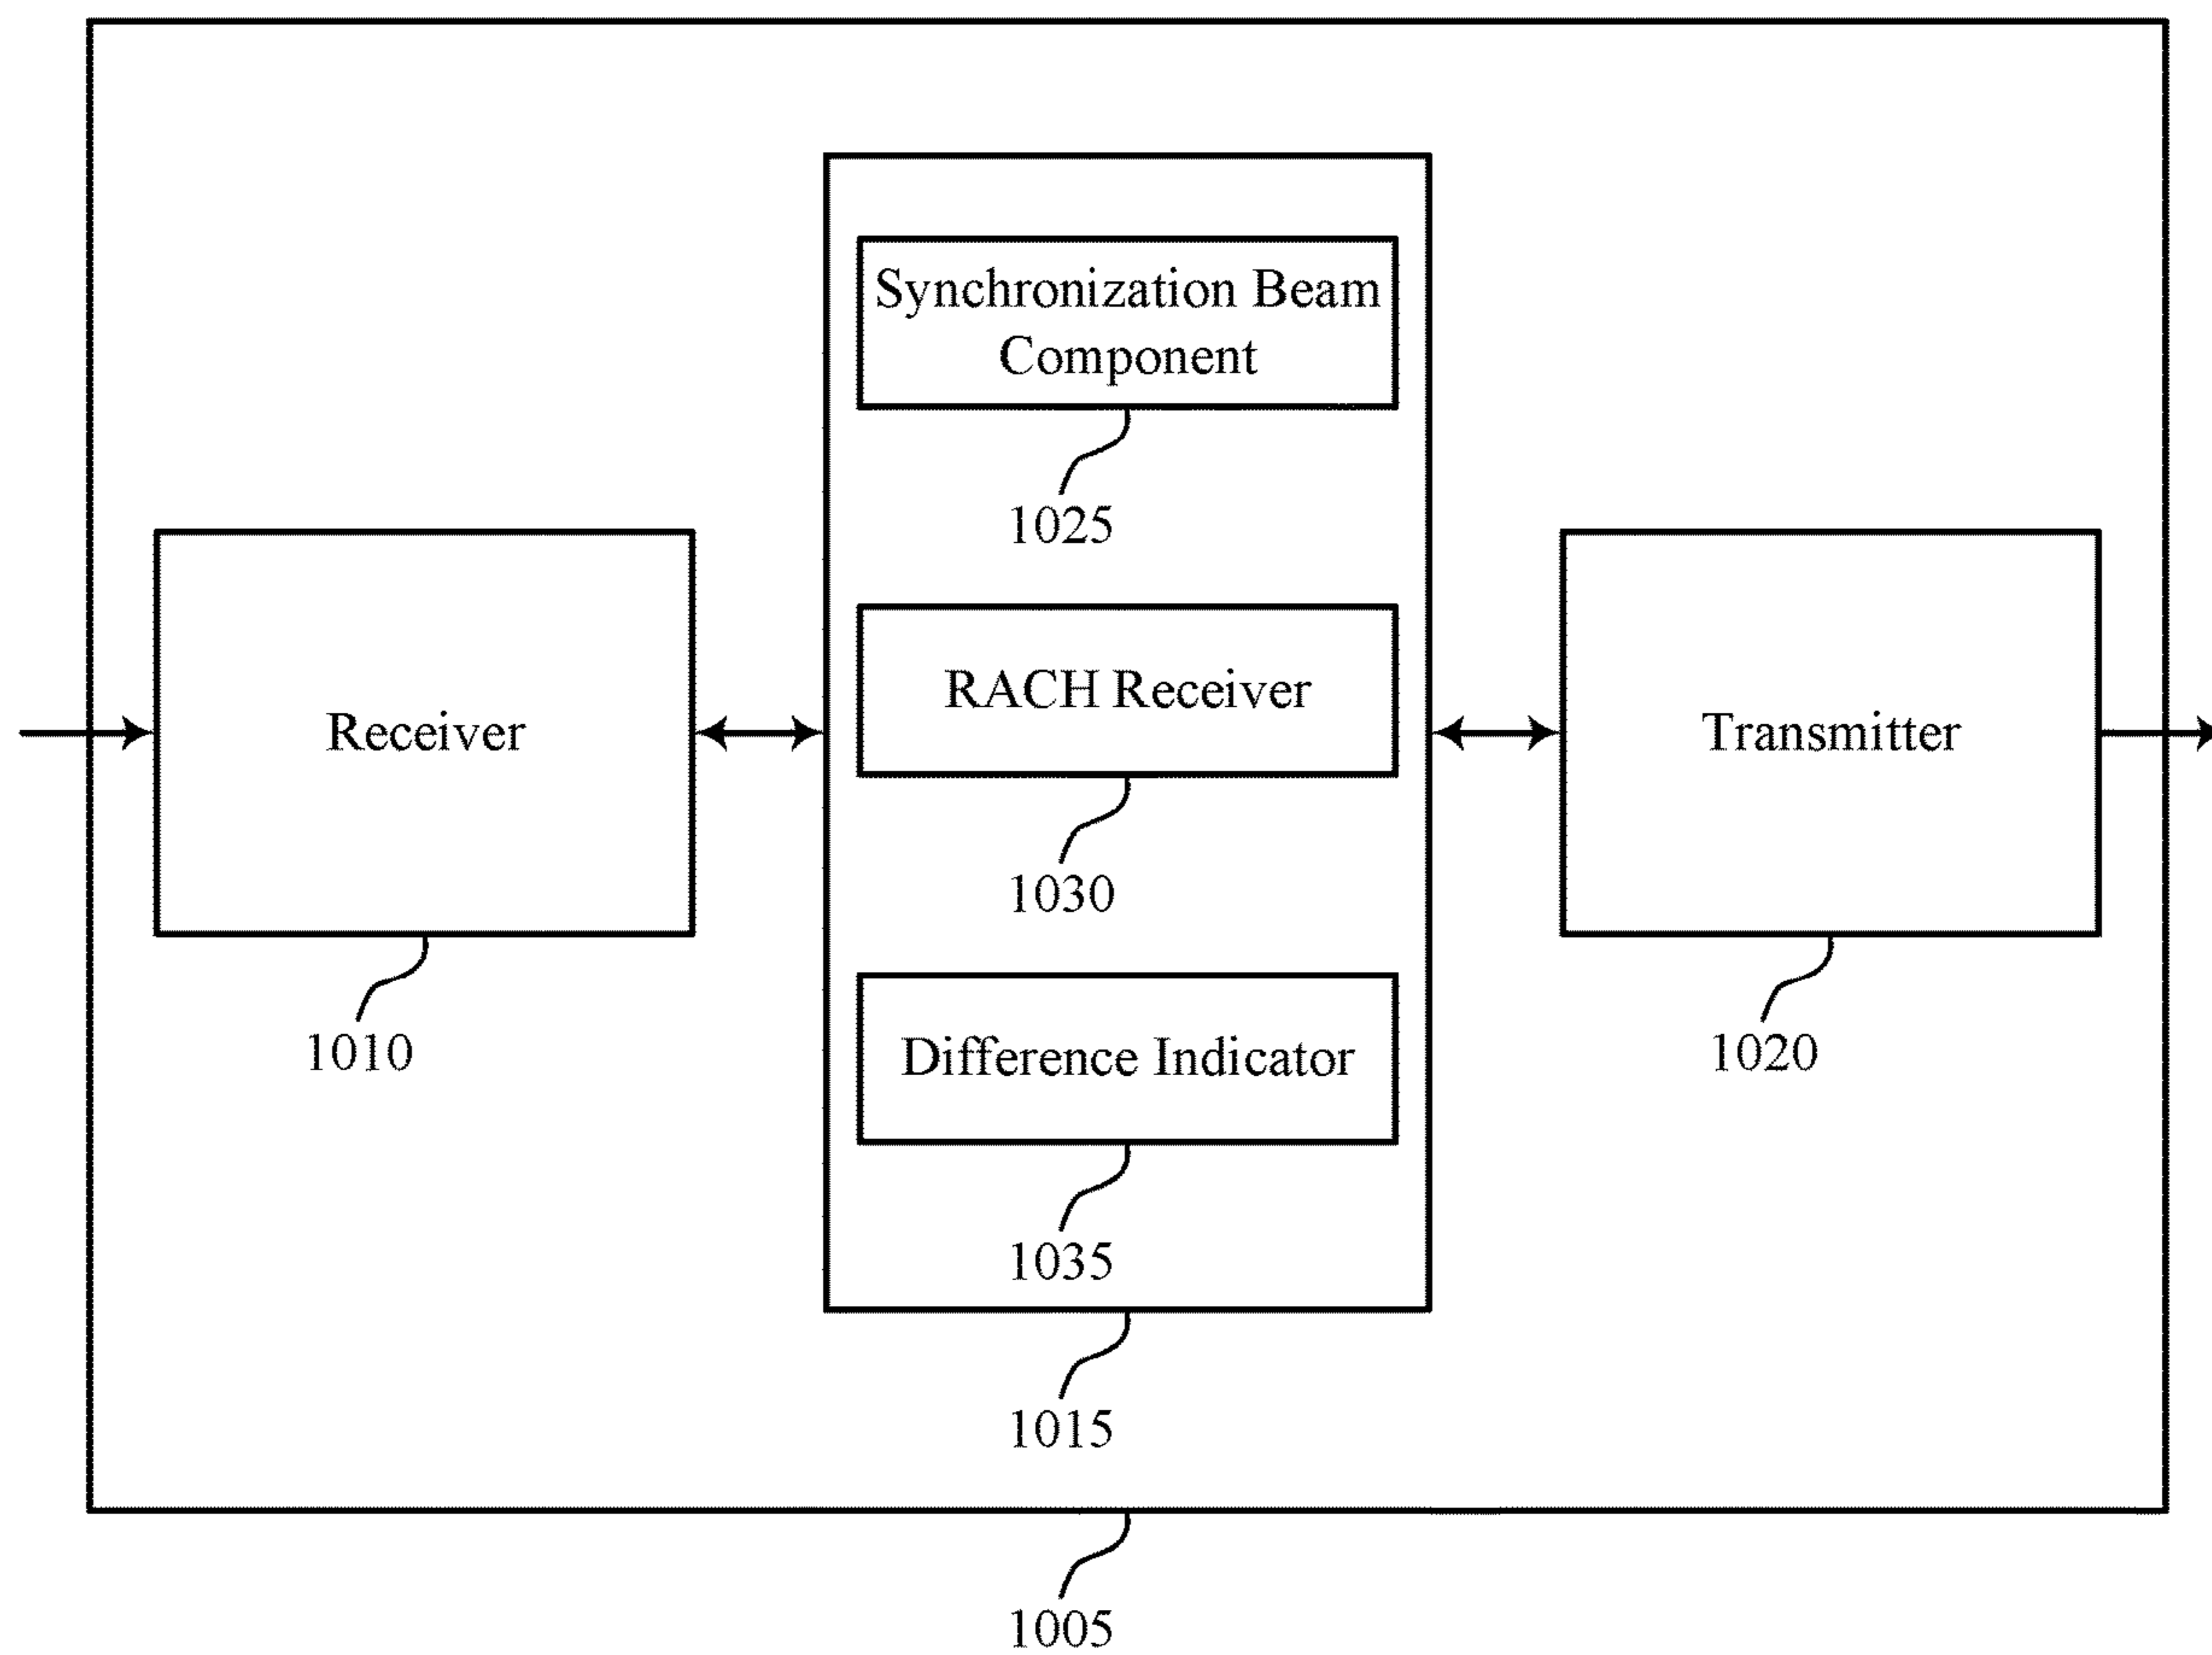 Synchronization Beam
Component
1025
RACH Receiver
1030
Difference Indicator
1035
1015
Receiver
1010
Transmitter
1020
1005